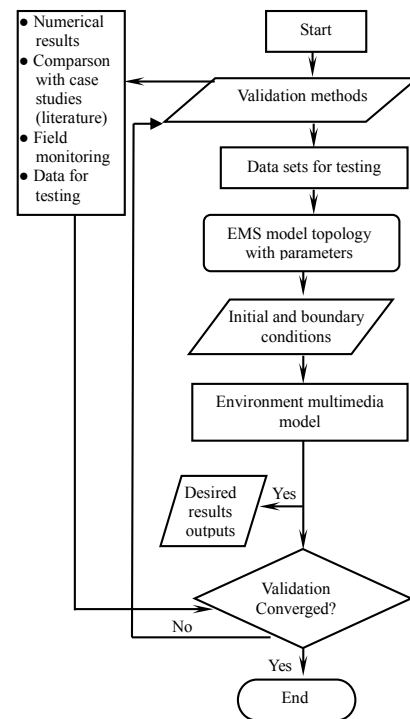 ● Numerical
results
● Comparison
with case
studies
(literature)
● Field
monitoring
● Data for
testing
Start
Validation methods
Data sets for testing
EMS model topology
with parameters
Initial and boundary
conditions
Environment multimedia
model
Yes
Desired
results
outputs
Validation
Converged?
No
Yes
End